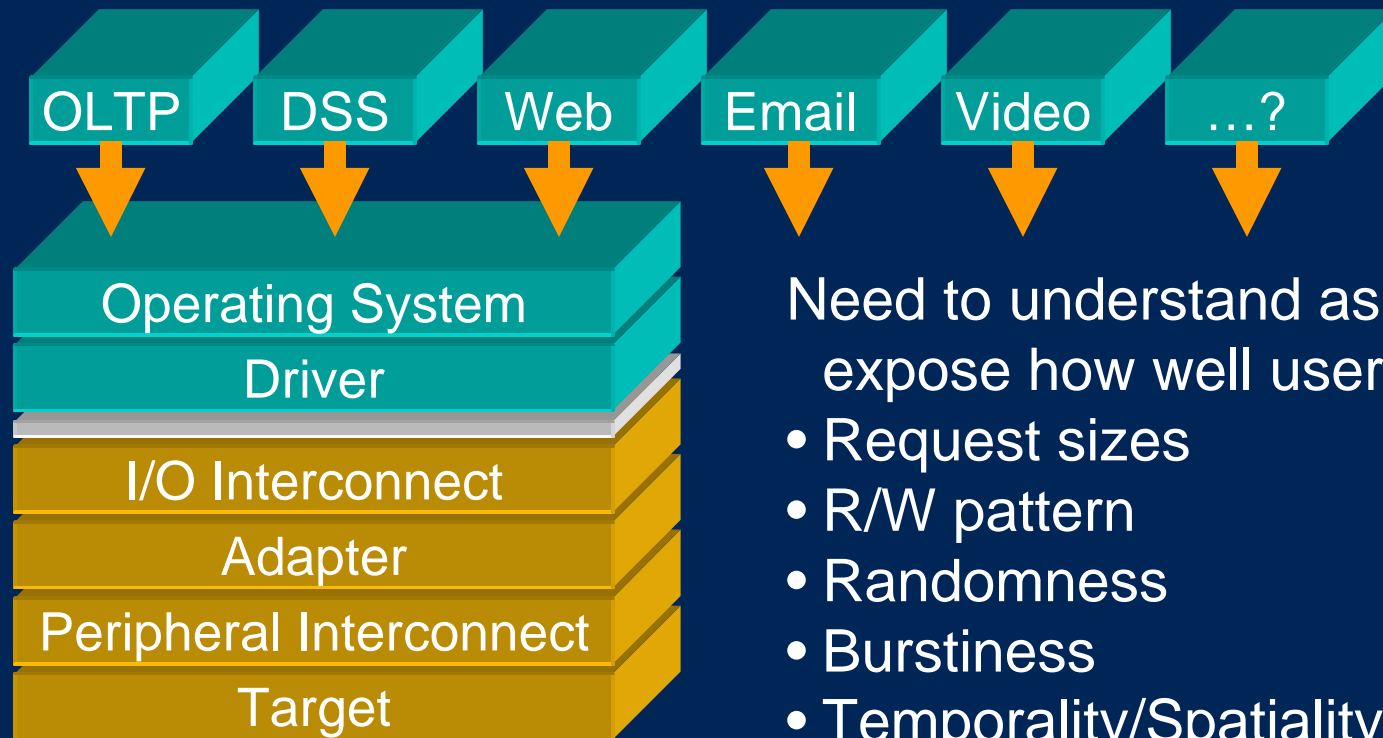 OLTP
DSS
Web
Email
Video
…?
Operating System
Driver
I/O Interconnect
Adapter
Peripheral Interconnect
Target
Need to understand as
expose how well user
• Request sizes
• R/W pattern
• Randomness
• Burstiness
• Temporality/Spatiality